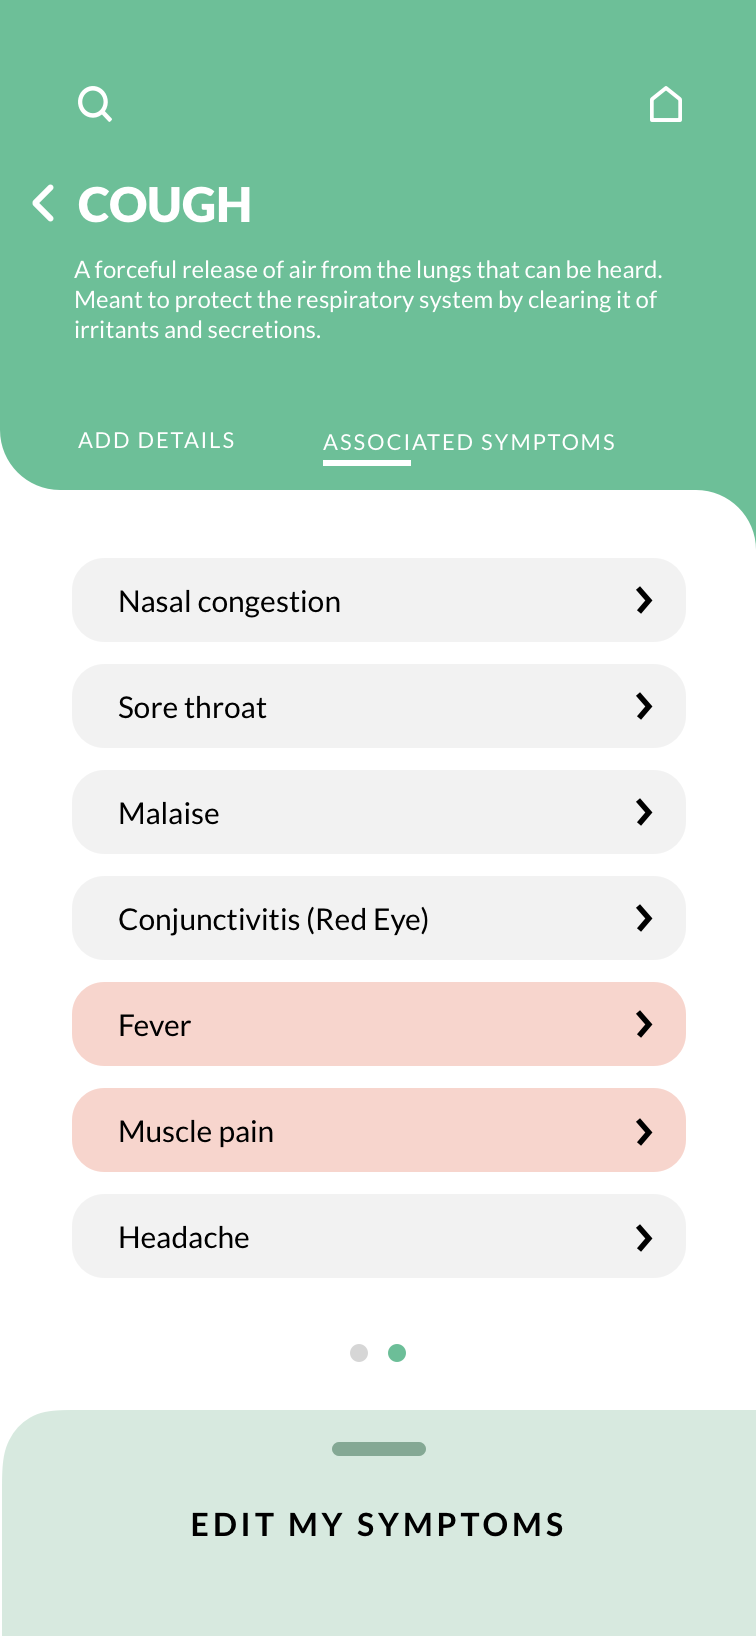 COUGH
A forceful release of air from the lungs that can be heard.
Meant to protect the respiratory system by clearing it of
irritants and secretions.
ADD DETAILS
ASSOCIATED SYMPTOMS
Nasal congestion
Sore throat
Malaise
Conjunctivitis (Red Eye)
Fever
Muscle pain
Headache
EDIT MY SYMPTOMS